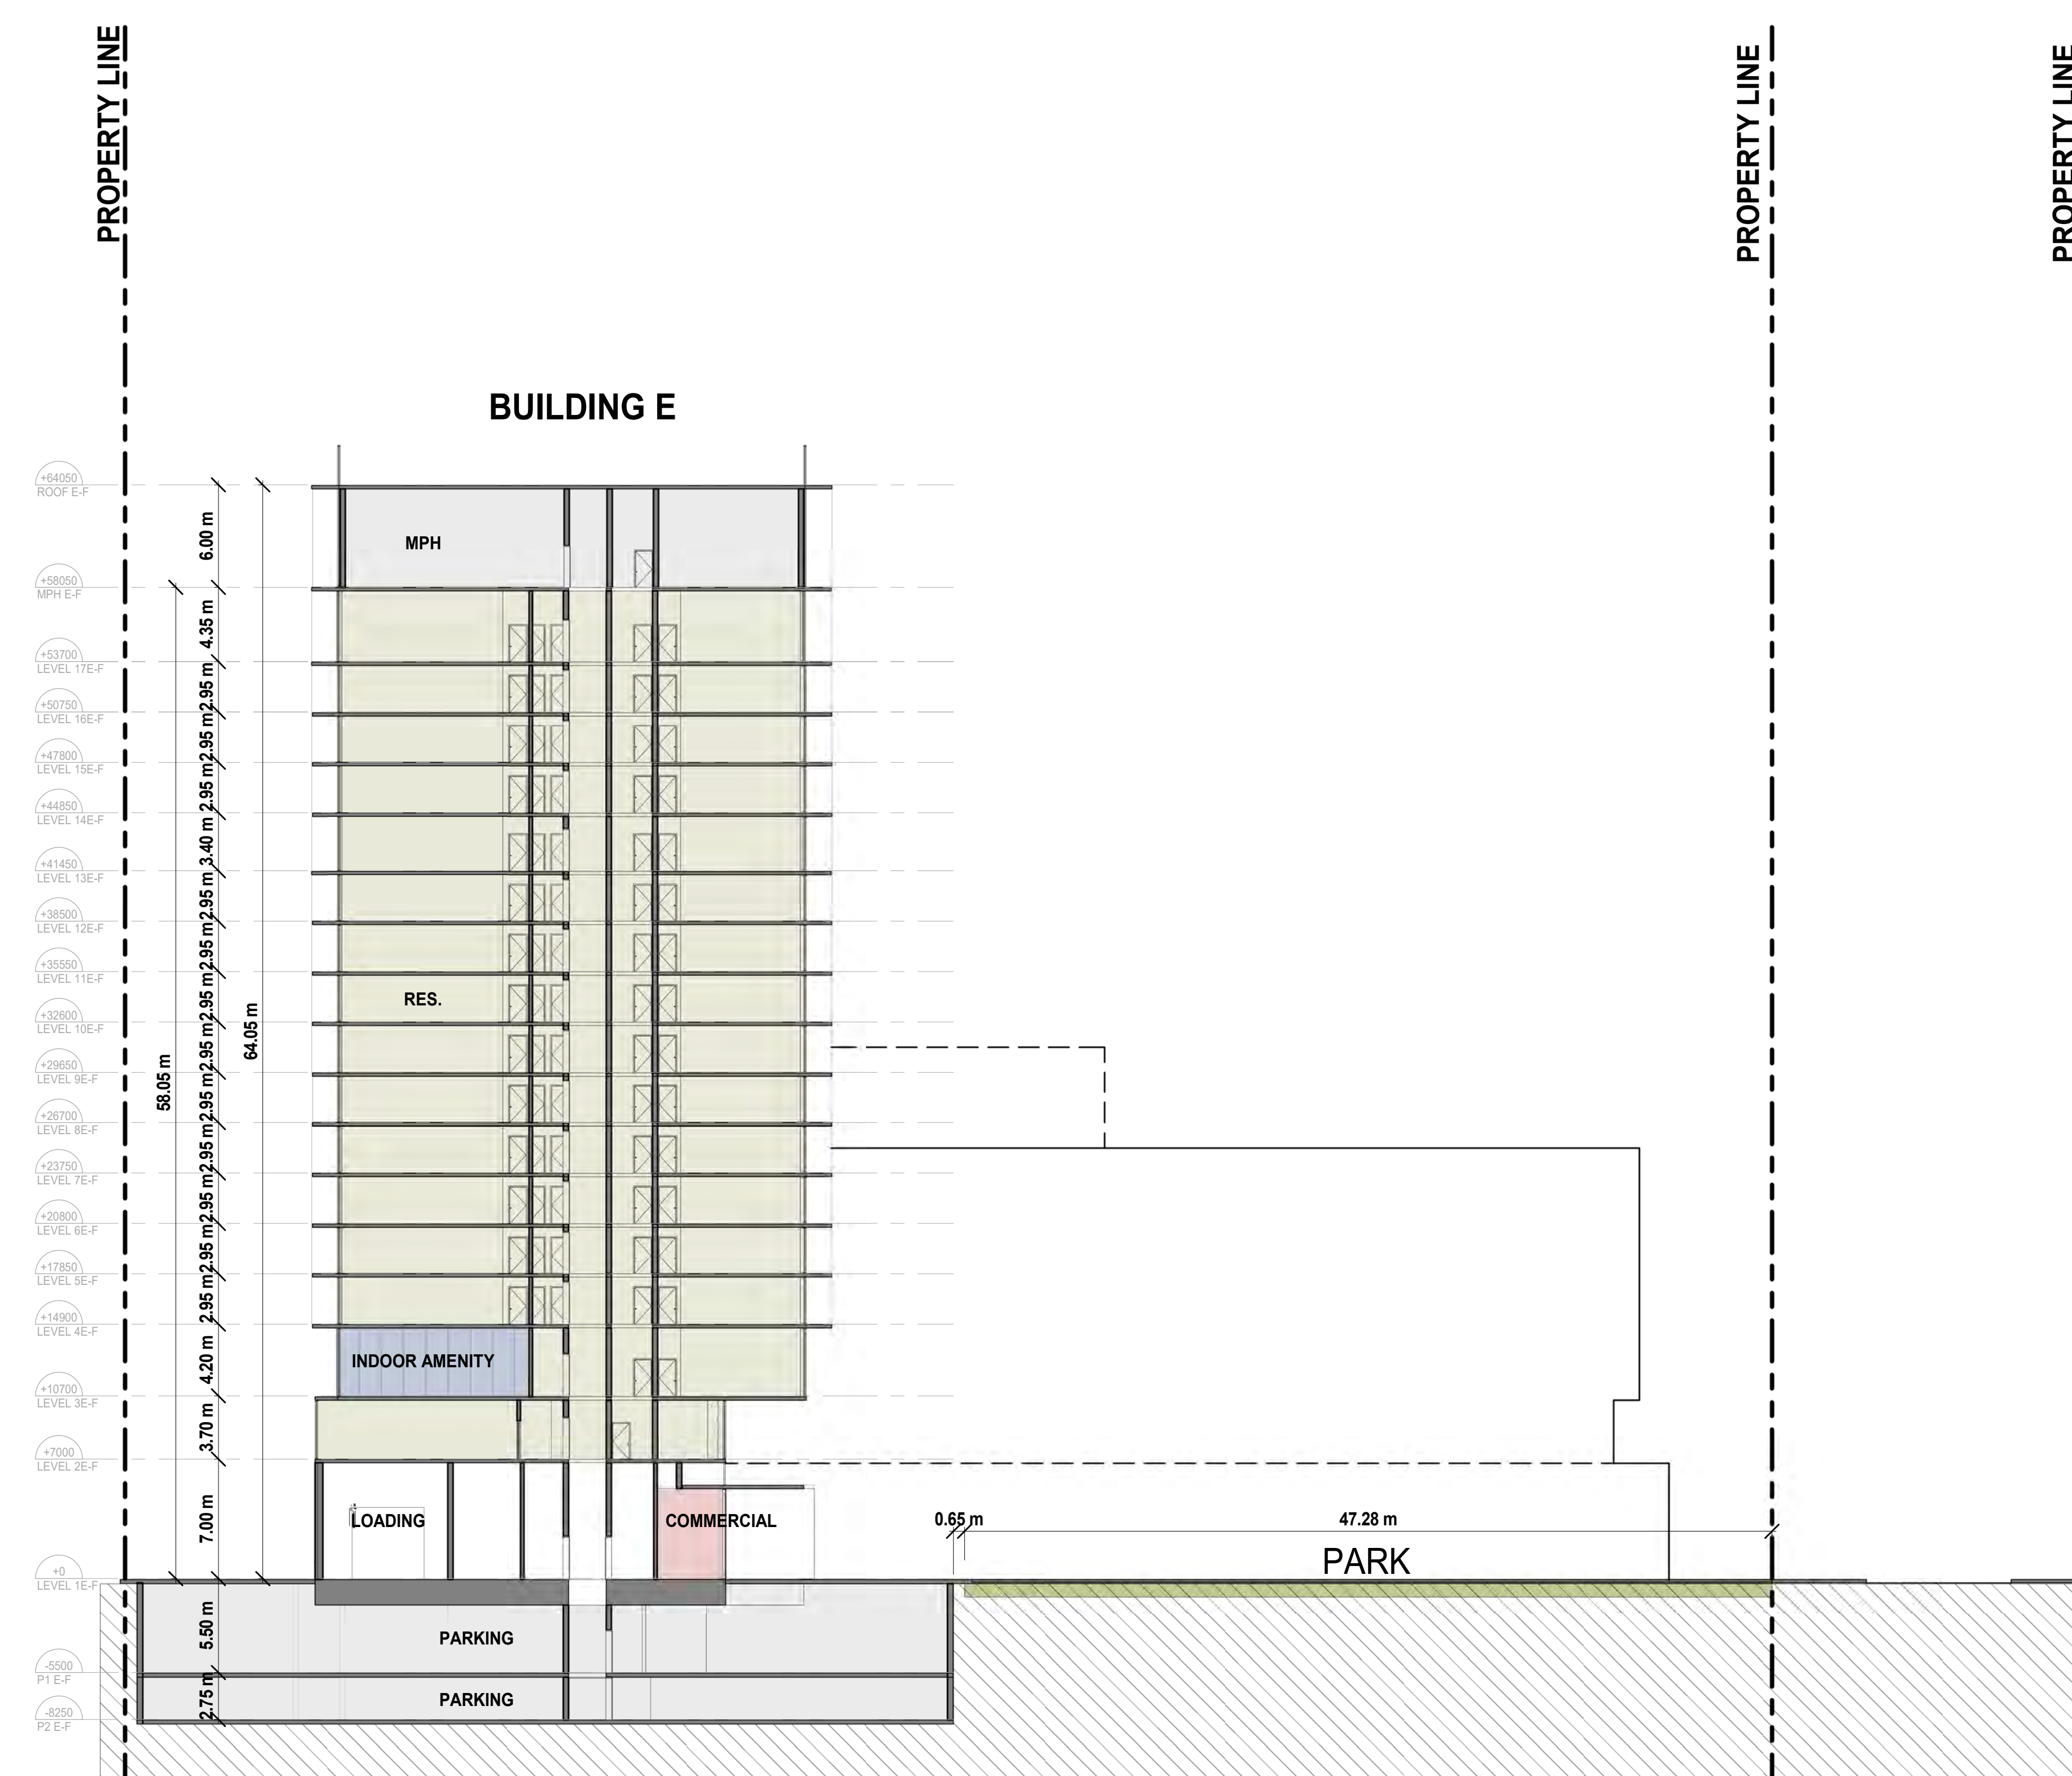 PROPERTY LINE
PROPERTY LINE
PROPERTY LINE
BUILDING E
+64050
ROOF E-F
6.00 m
MPH
+58050
MPH E-F
4.35 m
+53700
LEVEL 17E-F
2.95 m
+50750
LEVEL 16E-F
2.95 m
+47800
LEVEL 15E-F
2.95 m
+44850
LEVEL 14E-F
3.40 m
+41450
LEVEL 13E-F
2.95 m
+38500
LEVEL 12E-F
2.95 m
+35550
LEVEL 11E-F
2.95 m
RES.
+32600
LEVEL 10E-F
2.95 m
64.05 m
+29650
LEVEL 9E-F
58.05 m
2.95 m
+26700
LEVEL 8E-F
2.95 m
+23750
LEVEL 7E-F
2.95 m
+20800
LEVEL 6E-F
2.95 m
+17850
LEVEL 5E-F
2.95 m
+14900
LEVEL 4E-F
4.20 m
INDOOR AMENITY
+10700
LEVEL 3E-F
3.70 m
+7000
LEVEL 2E-F
7.00 m
LOADING
COMMERCIAL
0.65 m
47.28 m
PARK
+0
LEVEL 1E-F
5.50 m
PARKING
-5500
P1 E-F
2.75 m
PARKING
-8250
P2 E-F